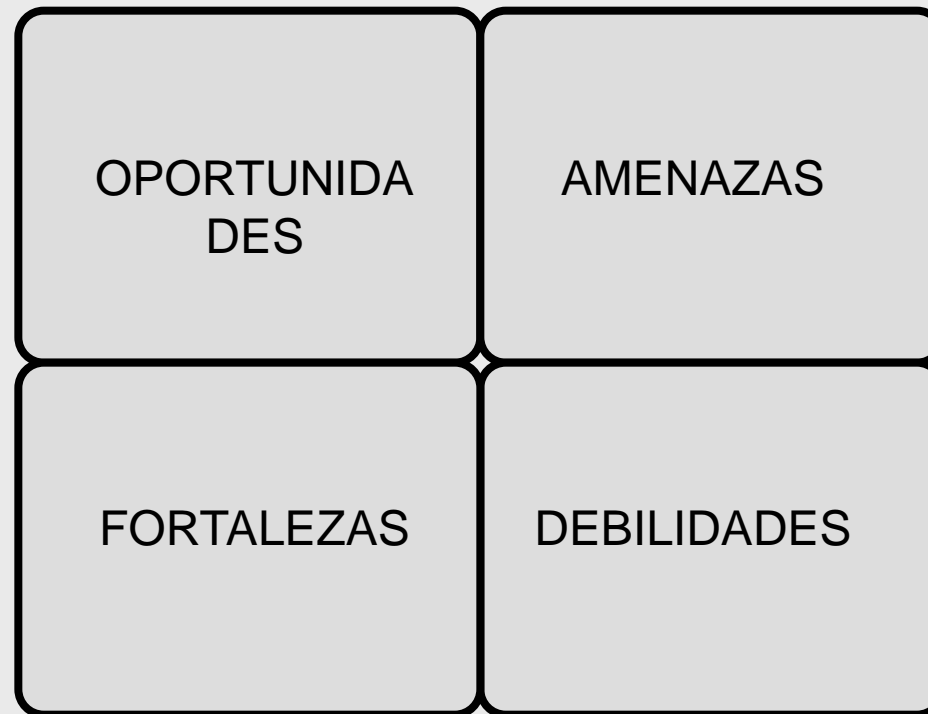 OPORTUNIDA
DES
AMENAZAS
FORTALEZAS
DEBILIDADES